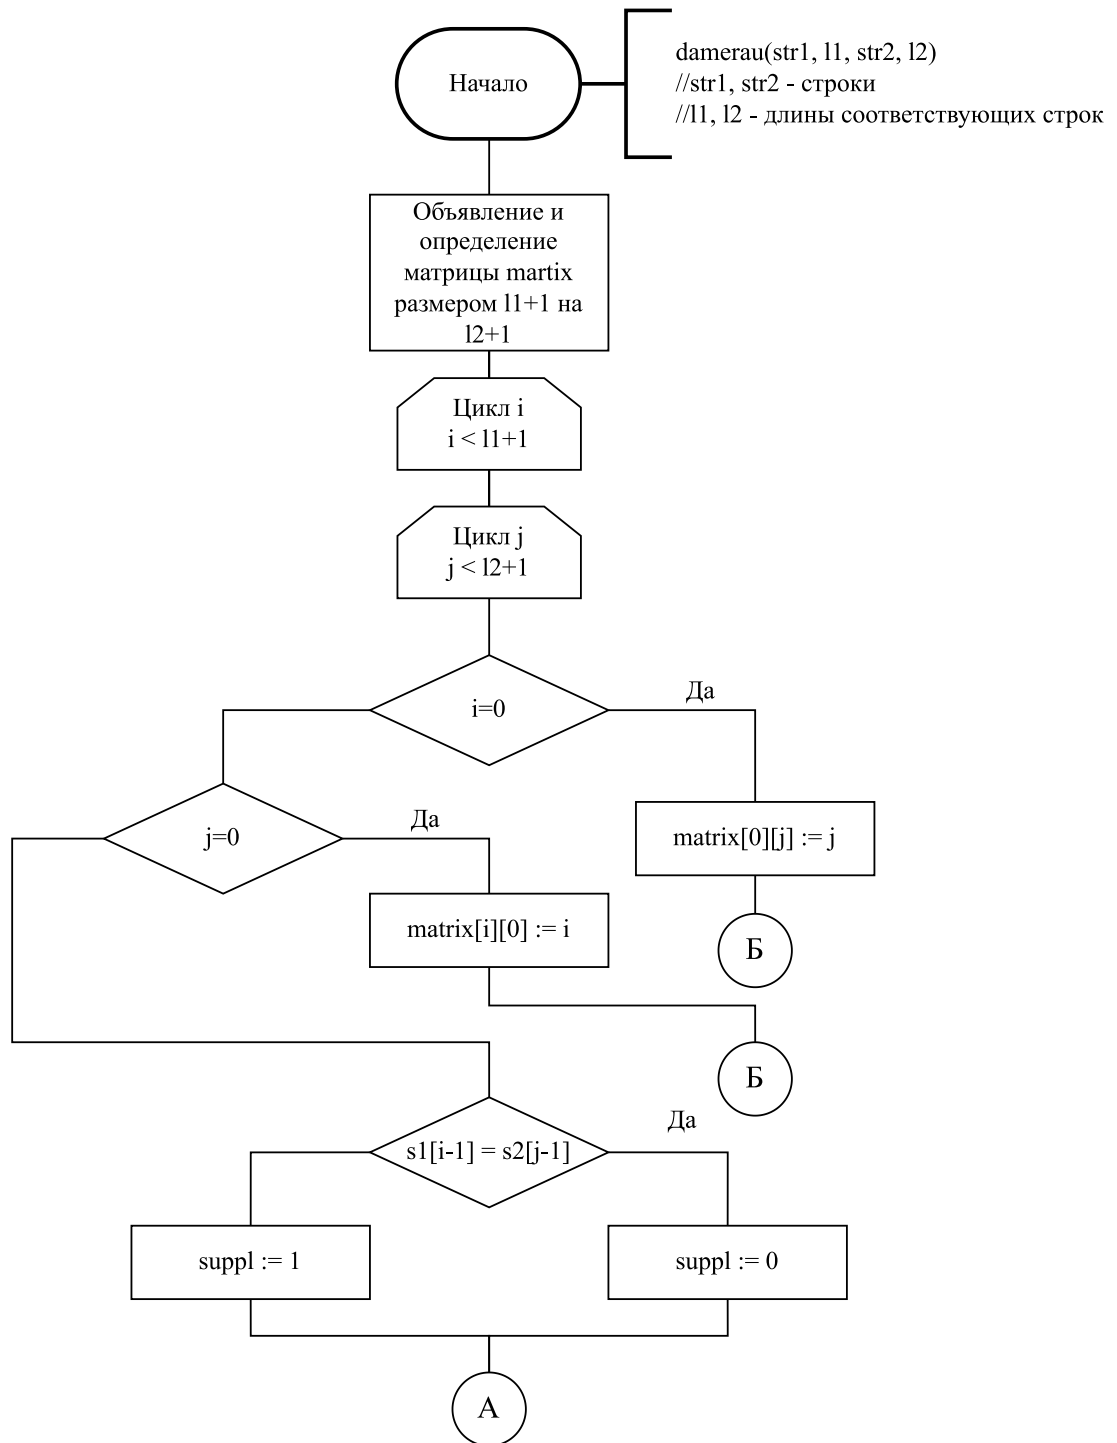 Начало
damerau(str1, l1, str2, l2)
//str1, str2 - строки
//l1, l2 - длины соответствующих строк
Объявление и
определение
матрицы martix
размером l1+1 на
l2+1
Цикл i
i < l1+1
Цикл j
j < l2+1
i=0
Да
j=0
Да
matrix[0][j] := j
matrix[i][0] := i
Б
Б
s1[i-1] = s2[j-1]
Да
suppl := 1
suppl := 0
А